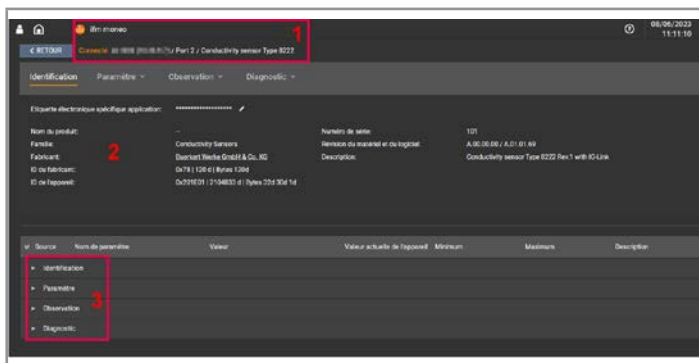 ifm moneo
1
08/06/2023
11:11:10
< RETOUR
Connecté
/ Port 2 / Conductivity sensor Type 8222
Identification
Paramètre
Observation
Diagnostic
Etiquette électronique spécifique application:
********************
Nom du produit:
--
Numéro de série:
101
Famille:
Conductivity Sensors
Révision du matériel et du logiciel:
A.00.00.00 / A.01.01.69
Fabricant:
2
Buerkert Werke GmbH & Co. KG
Description:
Conductivity sensor Type 8222 Rev.1 with IO-Link
ID du fabricant:
0x78 | 120 d | Bytes 120d
ID de l'appareil:
Source
Nom de paramètre
Valeur
Valeur actuelle de l'appareil
Minimum
Maximum
Description
Identification
Paramètre
3
Observation
Diagnostic